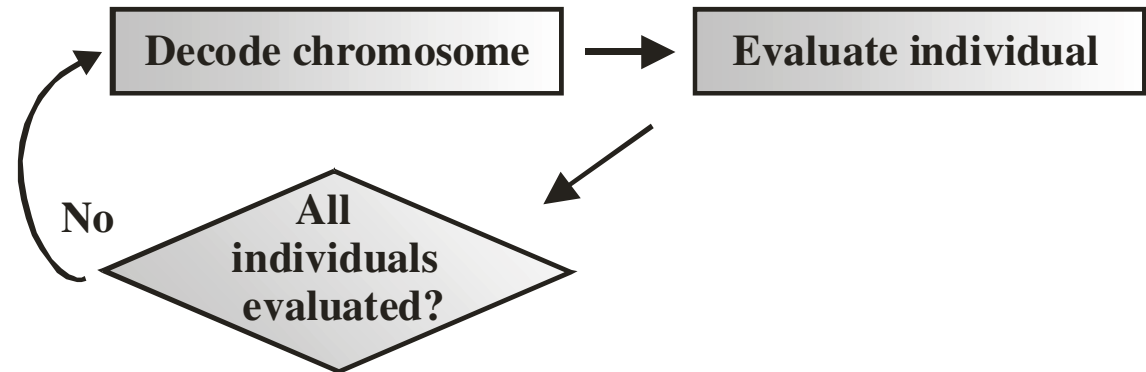 Decode chromosome
Evaluate individual
No
All
individuals
evaluated?